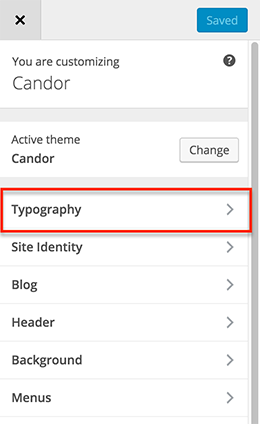 Saved
You are customizing
Candor
Active theme
Candor
Change
Typography
Site Identity
Blog
Header
Background
Menus